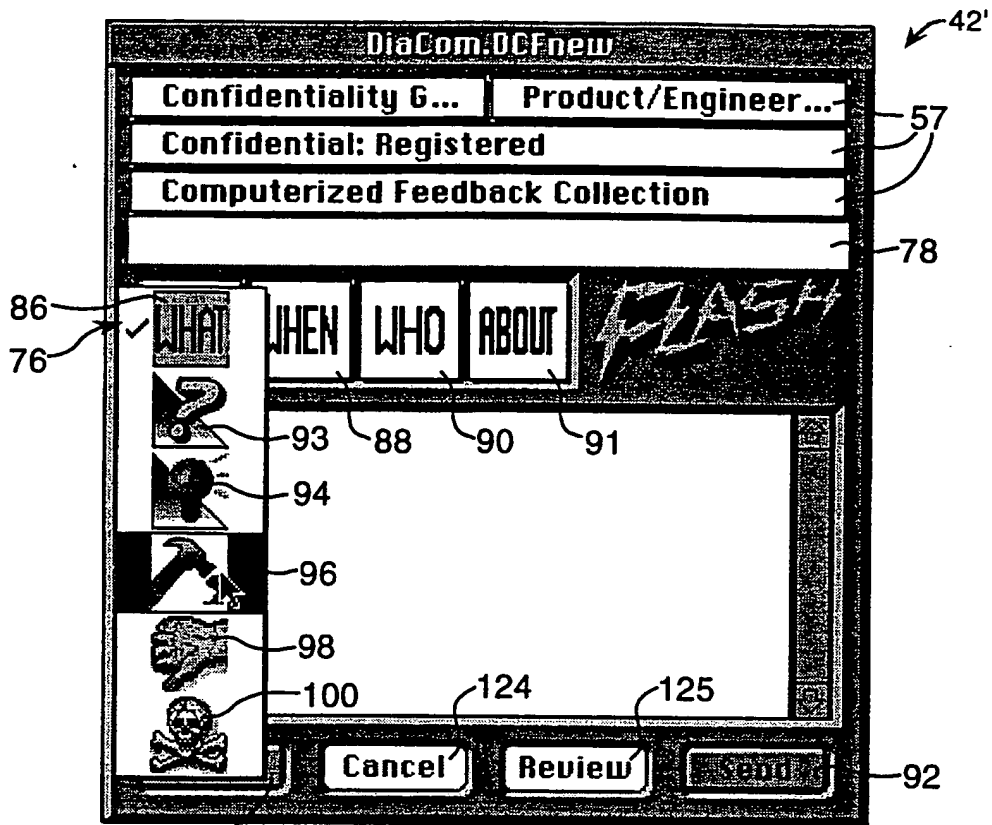 42'
DiaCom.DCFnew
Confidentiality G... Product/Engineer...
57
Confidential: Registered
Computerized Feedback Collection
78
86
76
WHAT WHEN WHO ABOUT FLASH
93 88 90 91
94
96
98
100 124 125
Cancel Review Send 92